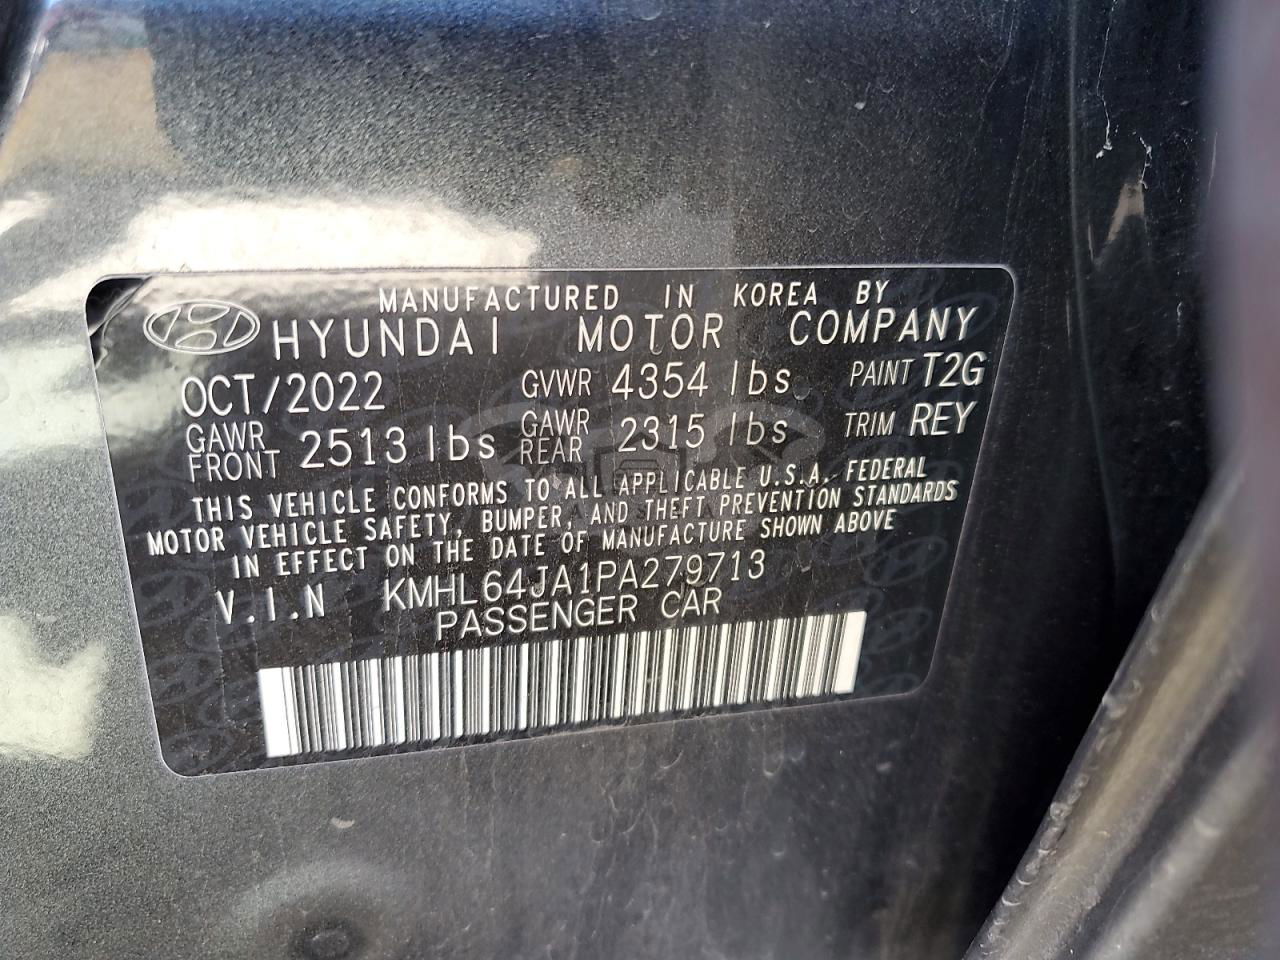 MANUFACTURED IN KOREA BY
HYUNDAI MOTOR COMPANY
OCT/2022 GVWR 4354 lbs PAINT T2G
GAWR FRONT 2513 lbs GAWR REAR 2315 lbs TRIM REY
THIS VEHICLE CONFORMS TO ALL APPLICABLE U.S.A. FEDERAL
MOTOR VEHICLE SAFETY, BUMPER, AND THEFT PREVENTION STANDARDS
IN EFFECT ON THE DATE OF MANUFACTURE SHOWN ABOVE
V.I.N KMHL64JA1PA279713
PASSENGER CAR